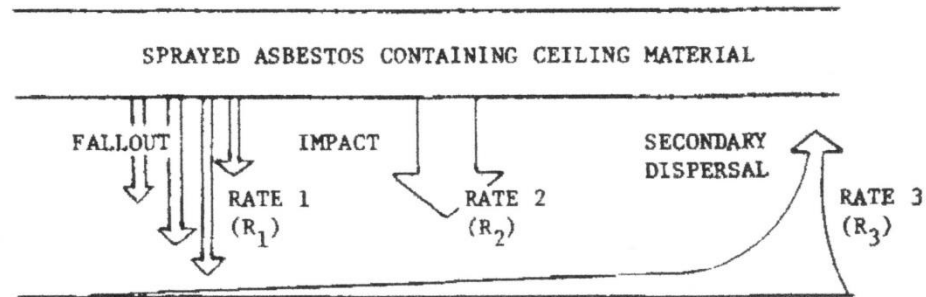 SPRAYED ASBESTOS CONTAINING CEILING MATERIAL
FALLOUT
IMPACT
SECONDARY
DISPERSAL
RATE 1
(R1)
RATE 2
(R2)
RATE 3
(R3)